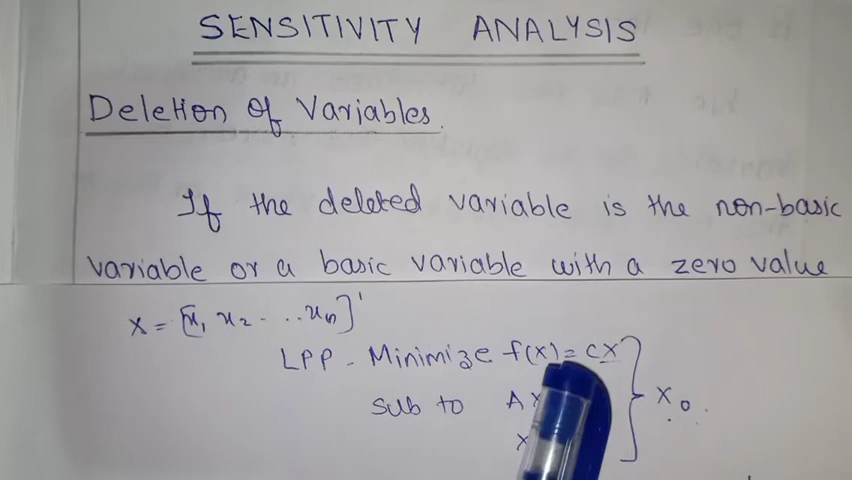 SENSITIVITY ANALYSIS
Deletion of Variables.
If the deleted variable is the non-basic
variable or a basic variable with a zero value
X = [x₁ x₂ - ..xₙ]'
LPP - Minimize f(X) = CX
Sub to A X
X
X₀.